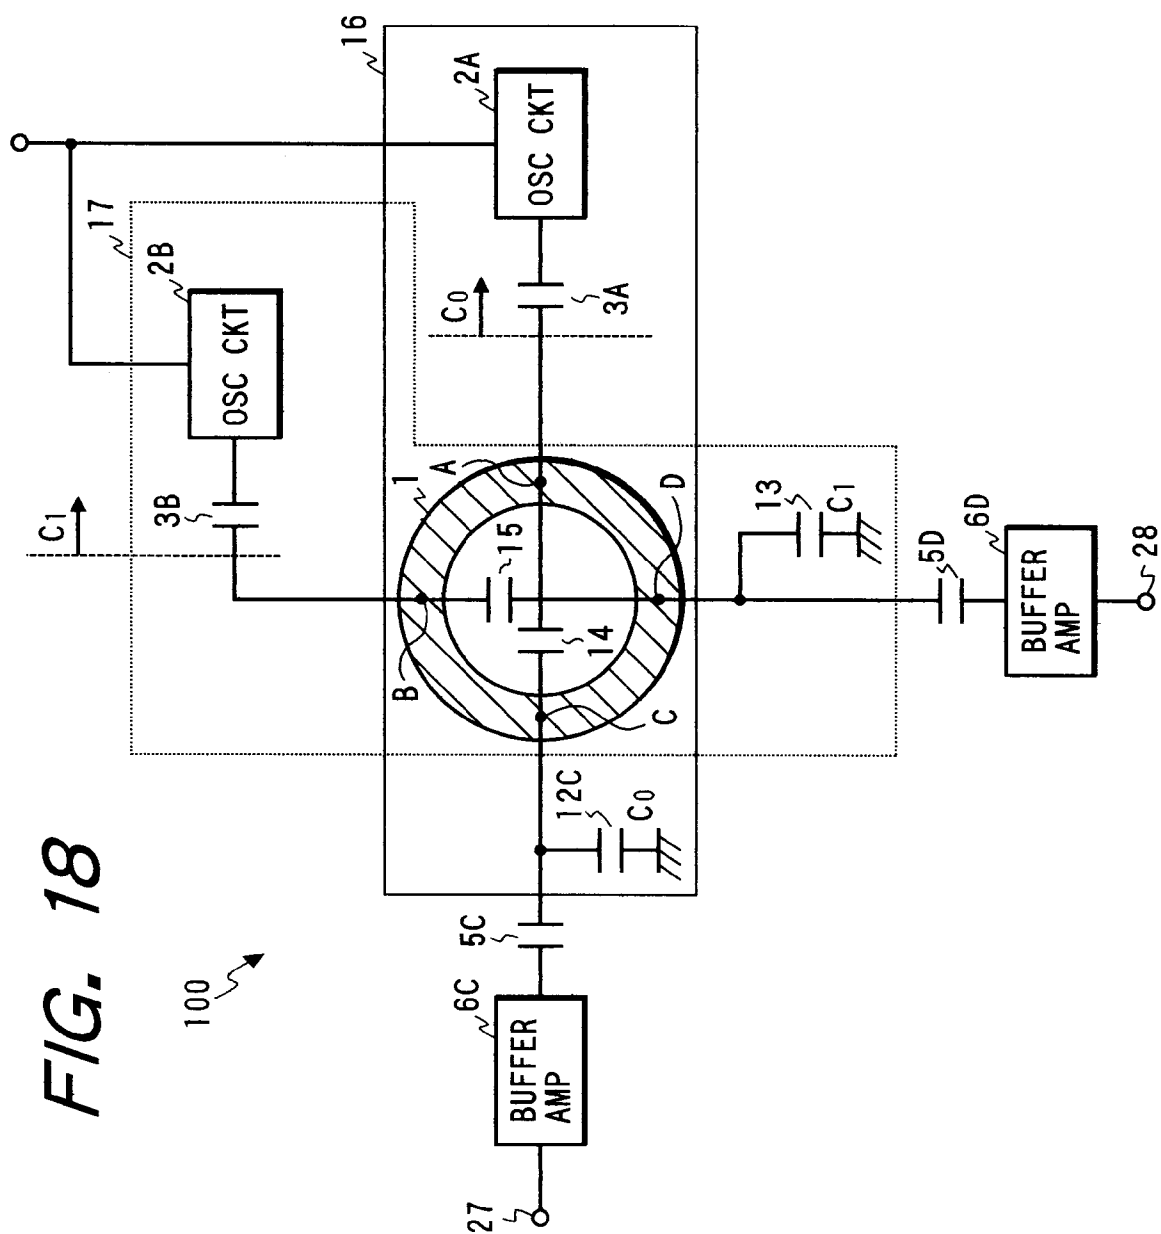 FIG. 18
100
16
17
2A
OSC CKT
2B
OSC CKT
C0
3A
C1
3B
1
A
B
C
D
15
14
13
C1
12C
C0
5C
6C
BUFFER
AMP
27
5D
6D
BUFFER
AMP
28